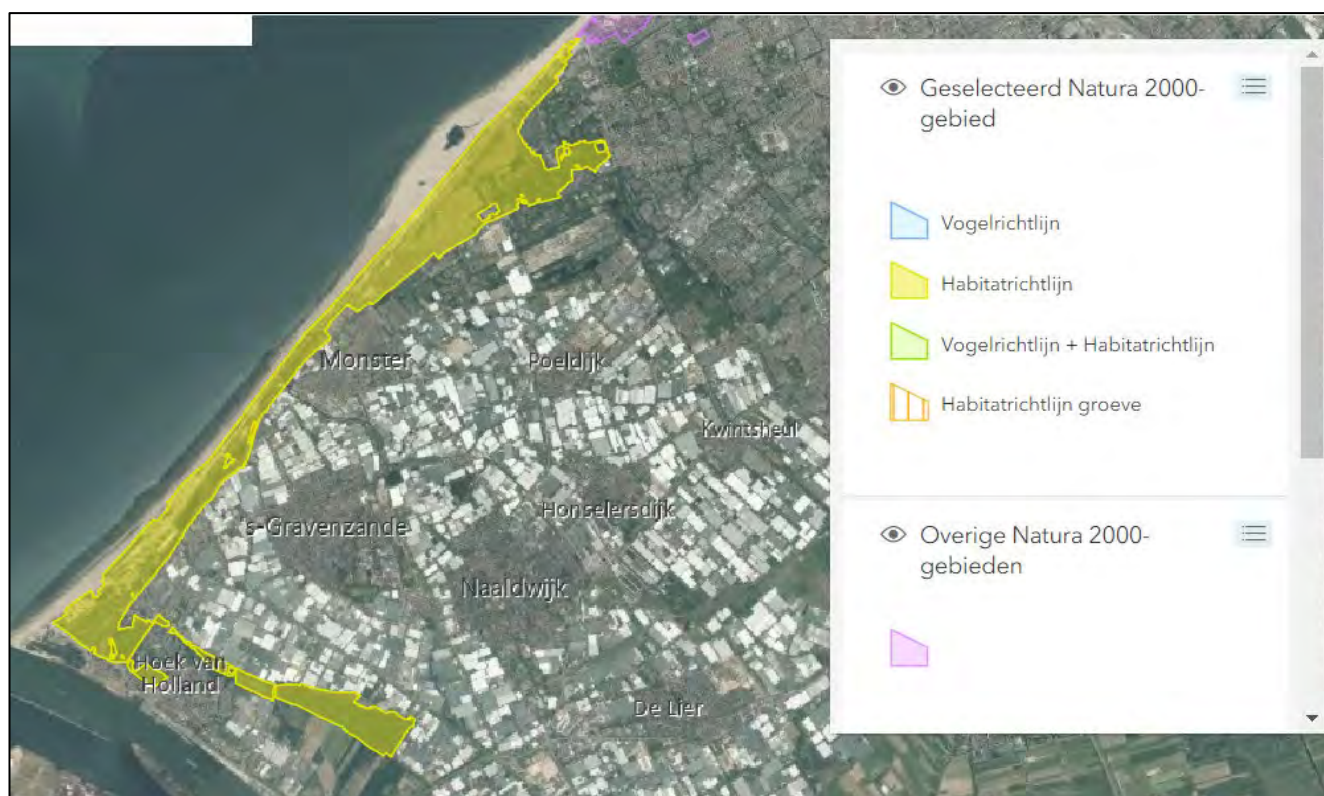 Monster
Poeldijk
Kwintsheul
's-Gravenzande
Honselersdijk
Naaldwijk
Hoek van
Holland
De Lier
Geselecteerd Natura 2000-
gebied
Vogelrichtlijn
Habitatrichtlijn
Vogelrichtlijn + Habitatrichtlijn
Habitatrichtlijn groeve
Overige Natura 2000-
gebieden